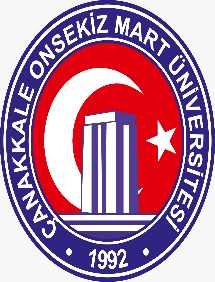 ÇANAKKALE ONSEKİZ MART ÜNİVERSİTESİ
· 1992 ·